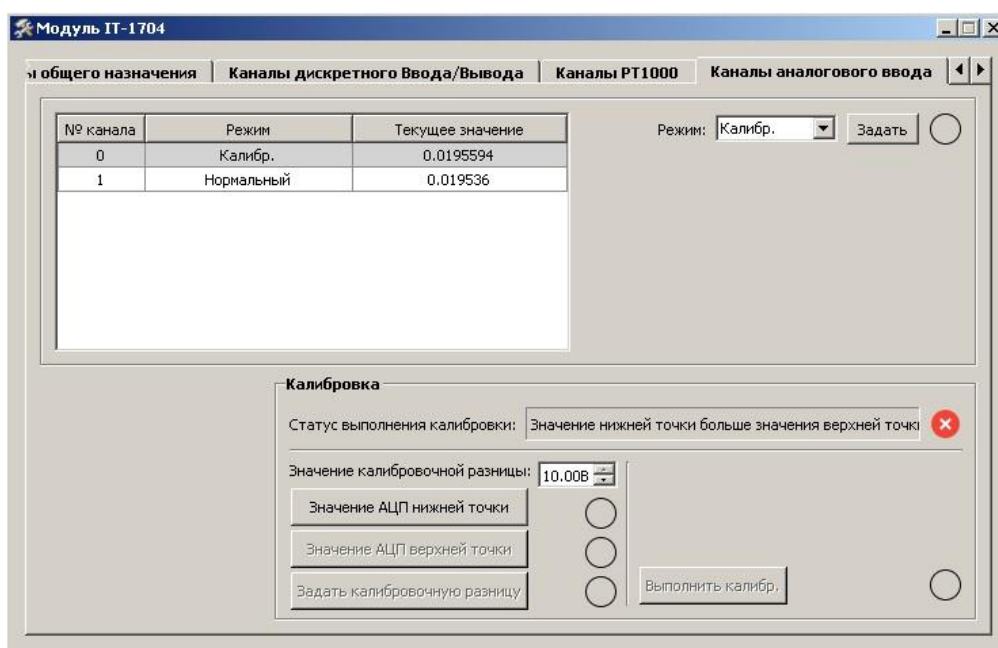 Модуль IT-1704
ы общего назначения
Каналы дискретного Ввода/Вывода
Каналы РТ1000
Каналы аналогового ввода
№ канала Режим Текущее значение
0 Калибр. 0.0195594
1 Нормальный 0.019536
Режим: Калибр. Задать
Калибровка
Статус выполнения калибровки: Значение нижней точки больше значения верхней точки
Значение калибровочной разницы: 10.00В
Значение АЦП нижней точки
Значение АЦП верхней точки
Задать калибровочную разницу
Выполнить калибр.